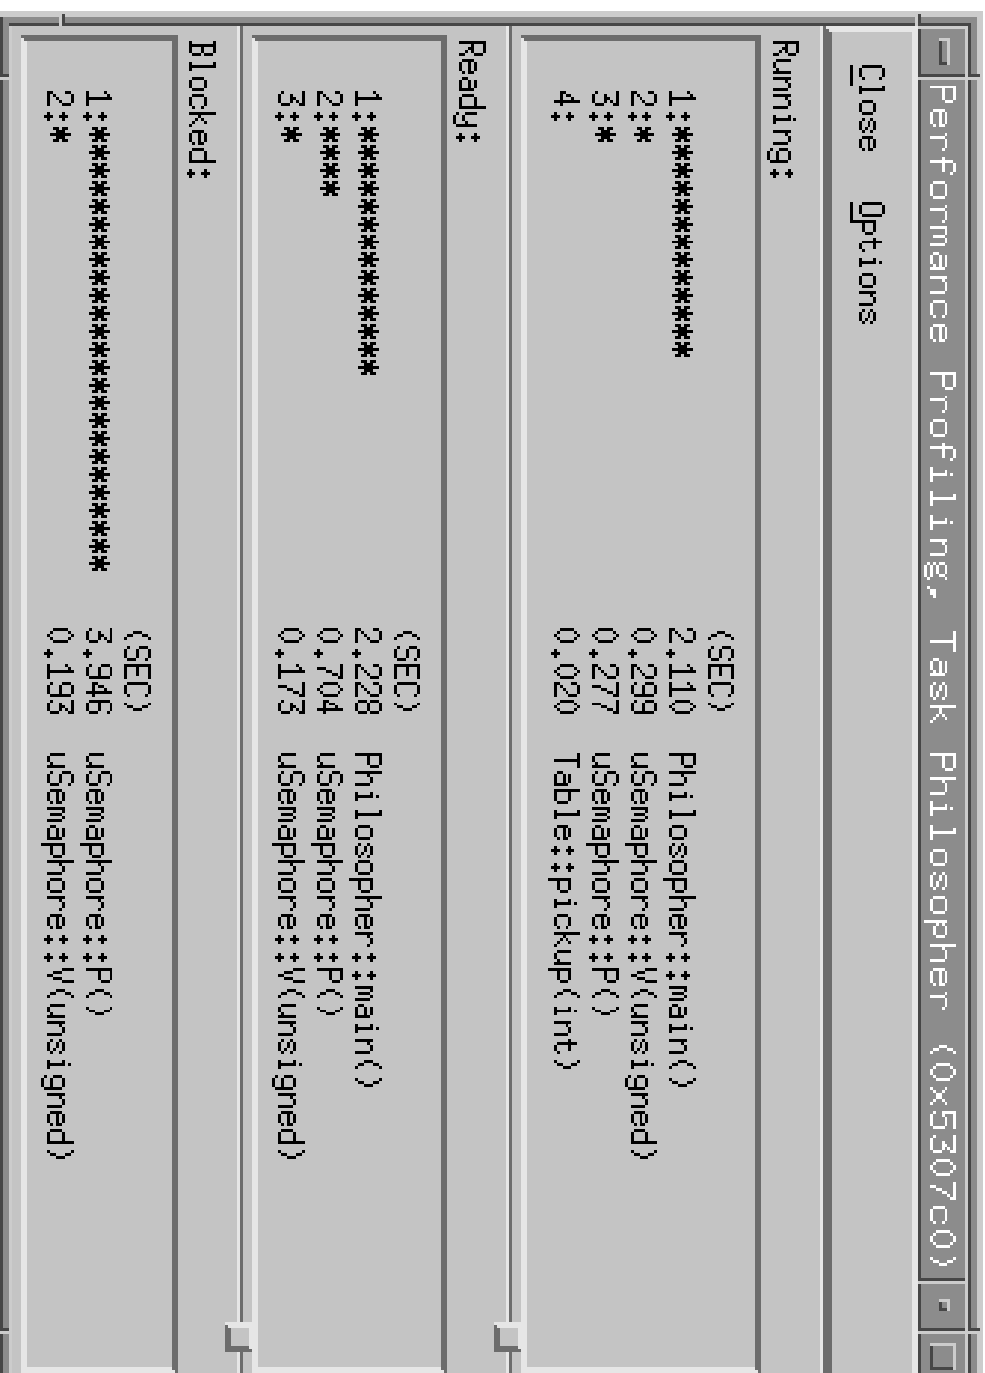 Performance Profiling, Task Philosopher (0x5307c0)
Close Options
Running:
(SEC)
1:************* 2.110 Philosopher::main()
2:* 0.299 uSemaphore::V(unsigned)
3:* 0.277 uSemaphore::P()
4: 0.020 Table::pickup(int)
Ready:
(SEC)
1:************** 2.228 Philosopher::main()
2:**** 0.704 uSemaphore::P()
3:* 0.173 uSemaphore::V(unsigned)
Blocked:
(SEC)
1:************************* 3.946 uSemaphore::P()
2:* 0.193 uSemaphore::V(unsigned)